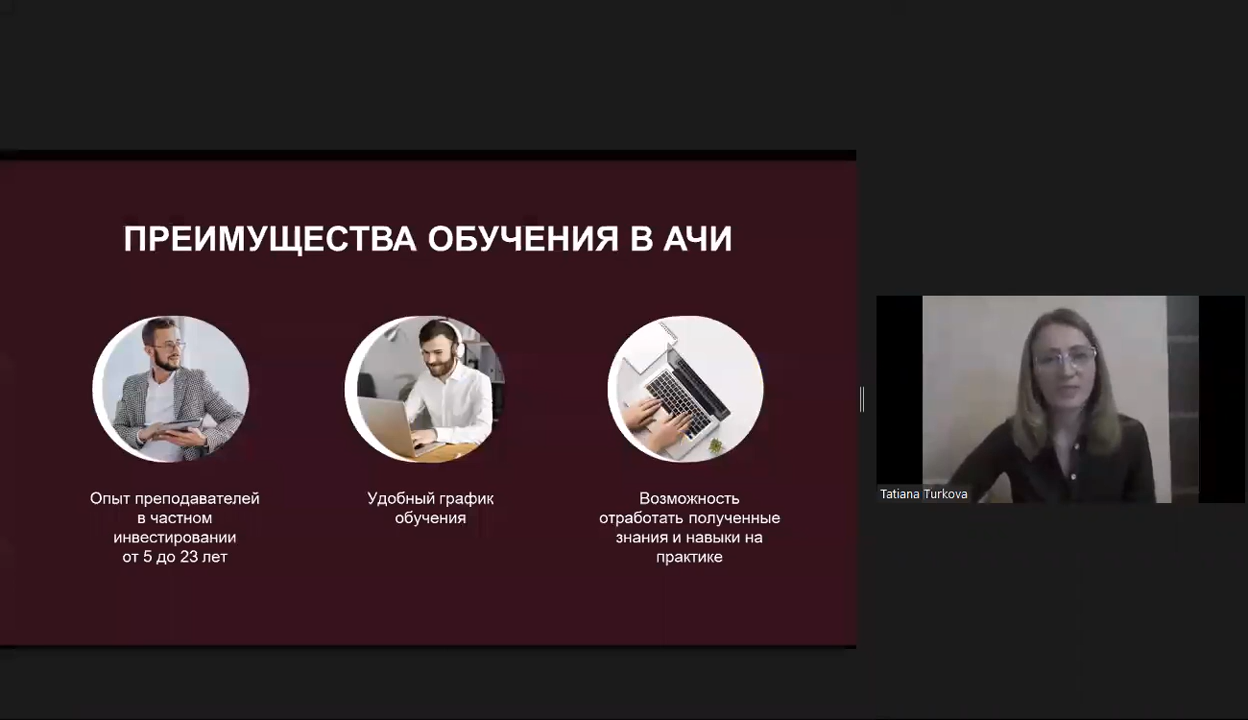 ПРЕИМУЩЕСТВА ОБУЧЕНИЯ В АЧИ
Опыт преподавателей
в частном
инвестировании
от 5 до 23 лет
Удобный график
обучения
Возможность
отработать полученные
знания и навыки на
практике
Tatiana Turkova